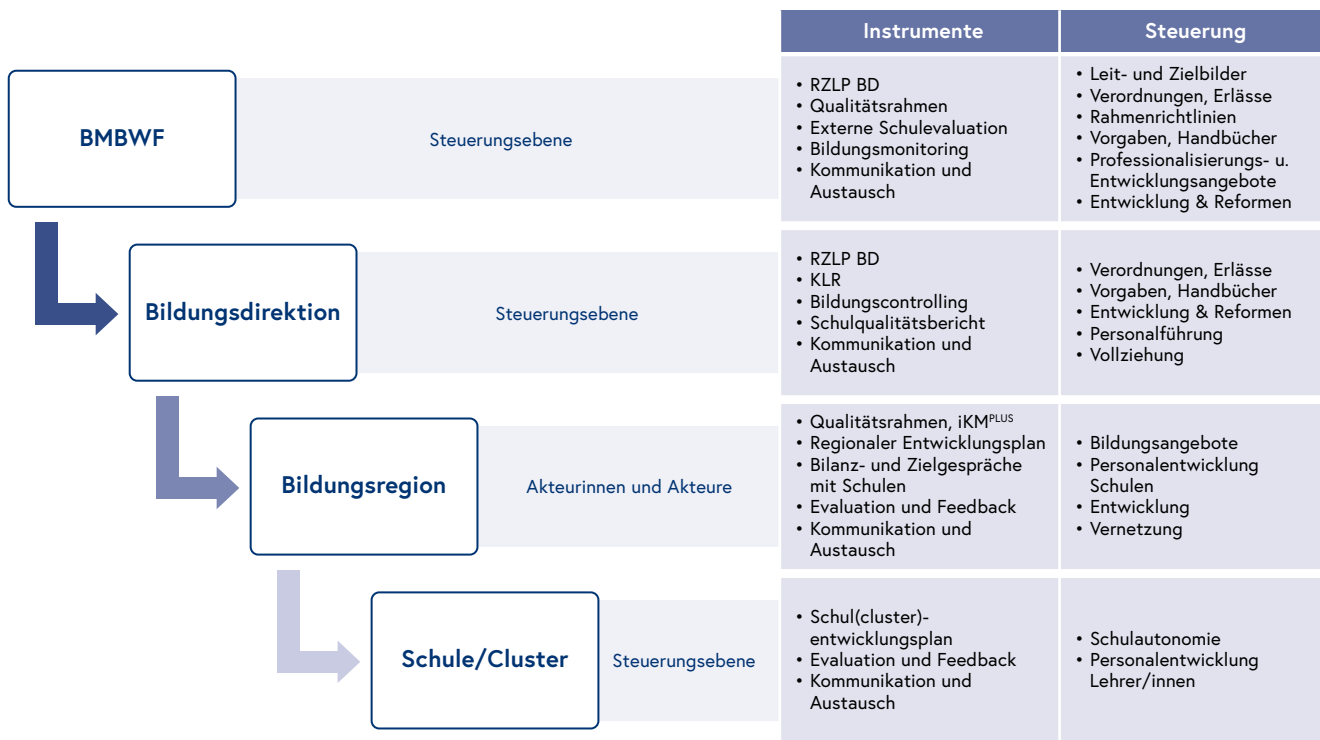 Instrumente
Steuerung
BMBWF
Steuerungsebene
• RZLP BD
• Qualitätsrahmen
• Externe Schulevaluation
• Bildungsmonitoring
• Kommunikation und
Austausch
• Leit- und Zielbilder
• Verordnungen, Erlässe
• Rahmenrichtlinien
• Vorgaben, Handbücher
• Professionalisierungs- u.
Entwicklungsangebote
• Entwicklung & Reformen
Bildungsdirektion
Steuerungsebene
• RZLP BD
• KLR
• Bildungscontrolling
• Schulqualitätsbericht
• Kommunikation und
Austausch
• Verordnungen, Erlässe
• Vorgaben, Handbücher
• Entwicklung & Reformen
• Personalführung
• Vollziehung
Bildungsregion
Akteurinnen und Akteure
• Qualitätsrahmen, iKMPLUS
• Regionaler Entwicklungsplan
• Bilanz- und Zielgespräche
mit Schulen
• Evaluation und Feedback
• Kommunikation und
Austausch
• Bildungsangebote
• Personalentwicklung
Schulen
• Entwicklung
• Vernetzung
Schule/Cluster
Steuerungsebene
• Schul(cluster)-
entwicklungsplan
• Evaluation und Feedback
• Kommunikation und
Austausch
• Schulautonomie
• Personalentwicklung
Lehrer/innen